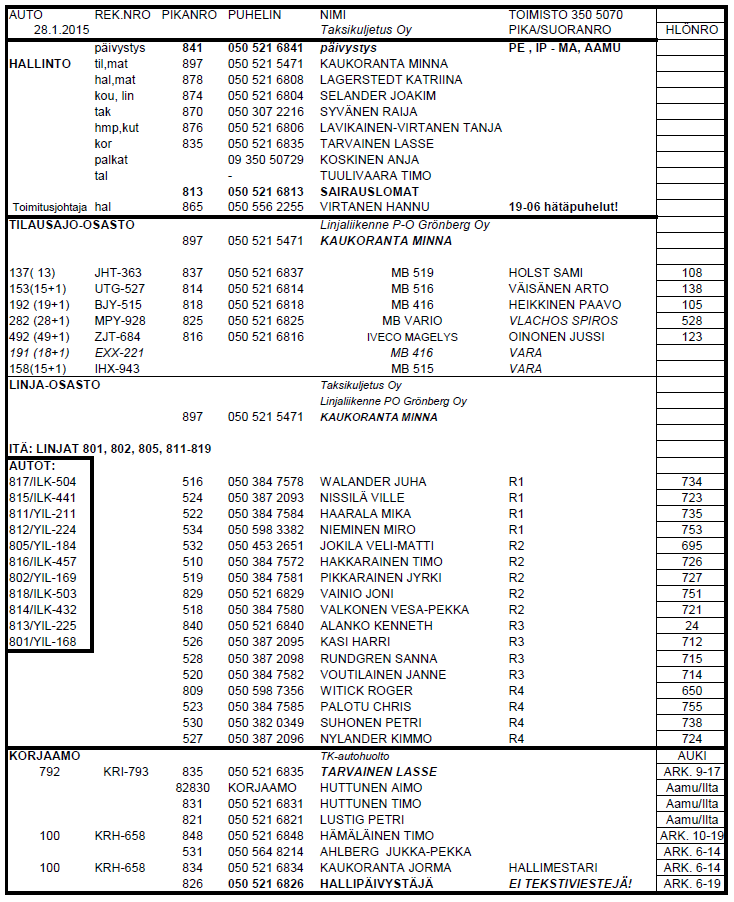 AUTO REK.NRO PIKANRO PUHELIN NIMI TOIMISTO 350 5070
28.1.2015 Taksikuljetus Oy PIKA/SUORANRO HLÖNRO
päivystys 841 050 521 6841 päivystys PE , IP - MA, AAMU
HALLINTO til,mat 897 050 521 5471 KAUKORANTA MINNA
hal,mat 878 050 521 6808 LAGERSTEDT KATRIINA
kou, lin 874 050 521 6804 SELANDER JOAKIM
tak 870 050 307 2216 SYVÄNEN RAIJA
hmp,kut 876 050 521 6806 LAVIKAINEN-VIRTANEN TANJA
kor 835 050 521 6835 TARVAINEN LASSE
palkat 09 350 50729 KOSKINEN ANJA
tal - TUULIVAARA TIMO
813 050 521 6813 SAIRAUSLOMAT
Toimitusjohtaja hal 865 050 556 2255 VIRTANEN HANNU 19-06 hätäpuhelut!
TILAUSAJO-OSASTO Linjaliikenne P-O Grönberg Oy
897 050 521 5471 KAUKORANTA MINNA
137( 13) JHT-363 837 050 521 6837 MB 519 HOLST SAMI 108
153(15+1) UTG-527 814 050 521 6814 MB 516 VÄISÄNEN ARTO 138
192 (19+1) BJY-515 818 050 521 6818 MB 416 HEIKKINEN PAAVO 105
282 (28+1) MPY-928 825 050 521 6825 MB VARIO VLACHOS SPIROS 528
492 (49+1) ZJT-684 816 050 521 6816 IVECO MAGELYS OINONEN JUSSI 123
191 (18+1) EXX-221 MB 416 VARA
158(15+1) IHX-943 MB 515 VARA
LINJA-OSASTO Taksikuljetus Oy
Linjaliikenne PO Grönberg Oy
897 050 521 5471 KAUKORANTA MINNA
ITÄ: LINJAT 801, 802, 805, 811-819
AUTOT:
817/ILK-504 516 050 384 7578 WALANDER JUHA R1 734
815/ILK-441 524 050 387 2093 NISSILÄ VILLE R1 723
811/YIL-211 522 050 384 7584 HAARALA MIKA R1 735
812/YIL-224 534 050 598 3382 NIEMINEN MIRO R1 753
805/YIL-184 532 050 453 2651 JOKILA VELI-MATTI R2 695
816/ILK-457 510 050 384 7572 HAKKARAINEN TIMO R2 726
802/YIL-169 519 050 384 7581 PIKKARAINEN JYRKI R2 727
818/ILK-503 829 050 521 6829 VAINIO JONI R2 751
814/ILK-432 518 050 384 7580 VALKONEN VESA-PEKKA R2 721
813/YIL-225 840 050 521 6840 ALANKO KENNETH R3 24
801/YIL-168 526 050 387 2095 KASI HARRI R3 712
528 050 387 2098 RUNDGREN SANNA R3 715
520 050 384 7582 VOUTILAINEN JANNE R3 714
809 050 598 7356 WITICK ROGER R4 650
523 050 384 7585 PALOTU CHRIS R4 755
530 050 382 0349 SUHONEN PETRI R4 738
527 050 387 2096 NYLANDER KIMMO R4 724
KORJAAMO TK-autohuolto AUKI
792 KRI-793 835 050 521 6835 TARVAINEN LASSE ARK. 9-17
82830 KORJAAMO HUTTUNEN AIMO Aamu/Ilta
831 050 521 6831 HUTTUNEN TIMO Aamu/Ilta
821 050 521 6821 LUSTIG PETRI Aamu/Ilta
100 KRH-658 848 050 521 6848 HÄMÄLÄINEN TIMO ARK. 10-19
531 050 564 8214 AHLBERG JUKKA-PEKKA ARK. 6-14
100 KRH-658 834 050 521 6834 KAUKORANTA JORMA HALLIMESTARI ARK. 6-14
826 050 521 6826 HALLIPÄIVYSTÄJÄ EI TEKSTIVIESTEJÄ! ARK. 6-19